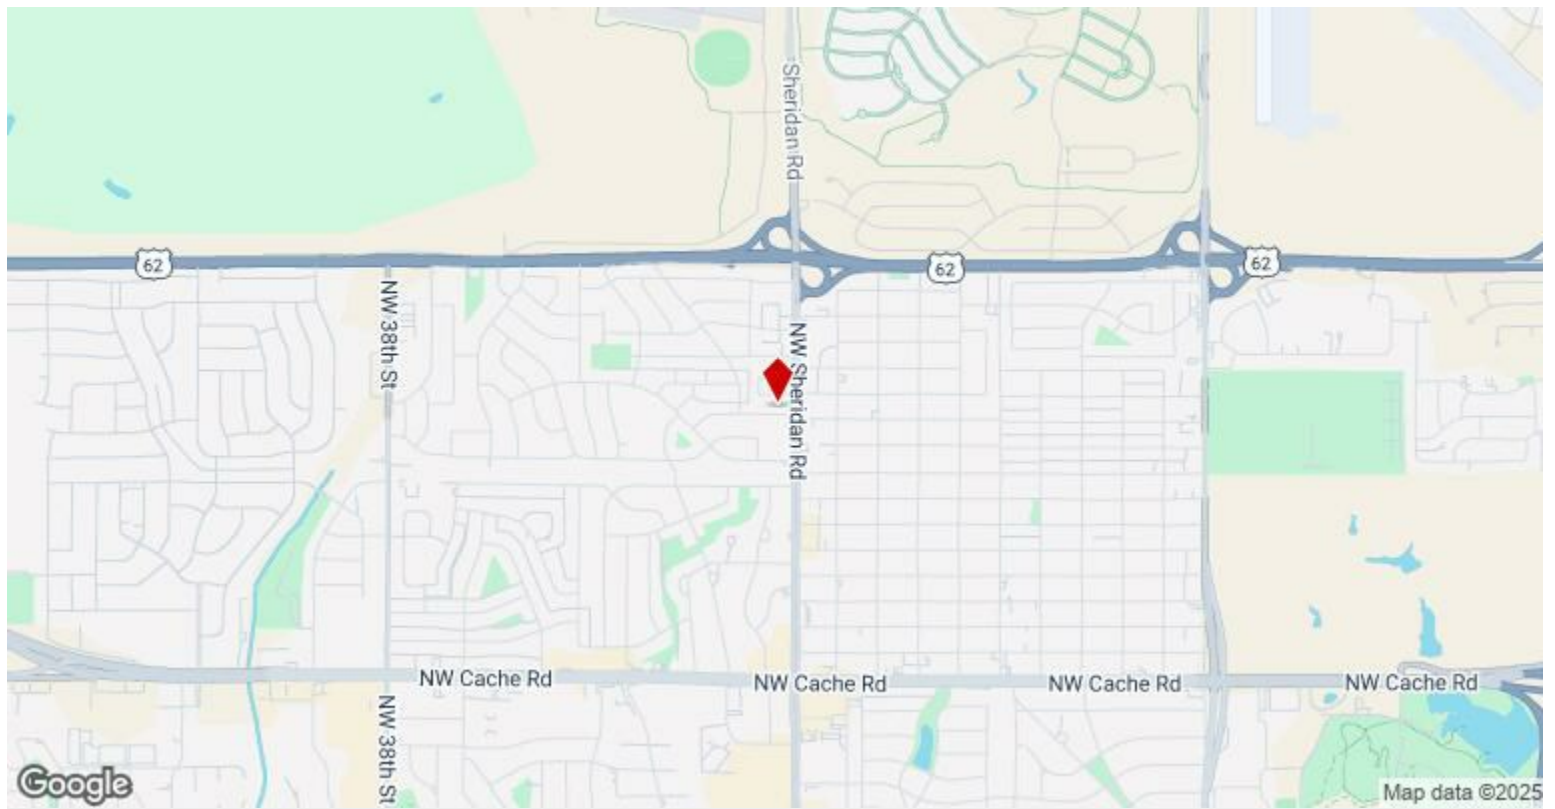 Sheridan Rd
62
62
62
NW 38th St
NW Sheridan Rd
NW Cache Rd
NW Cache Rd
NW Cache Rd
NW Cache Rd
NW 38th St
Google
Map data ©2025